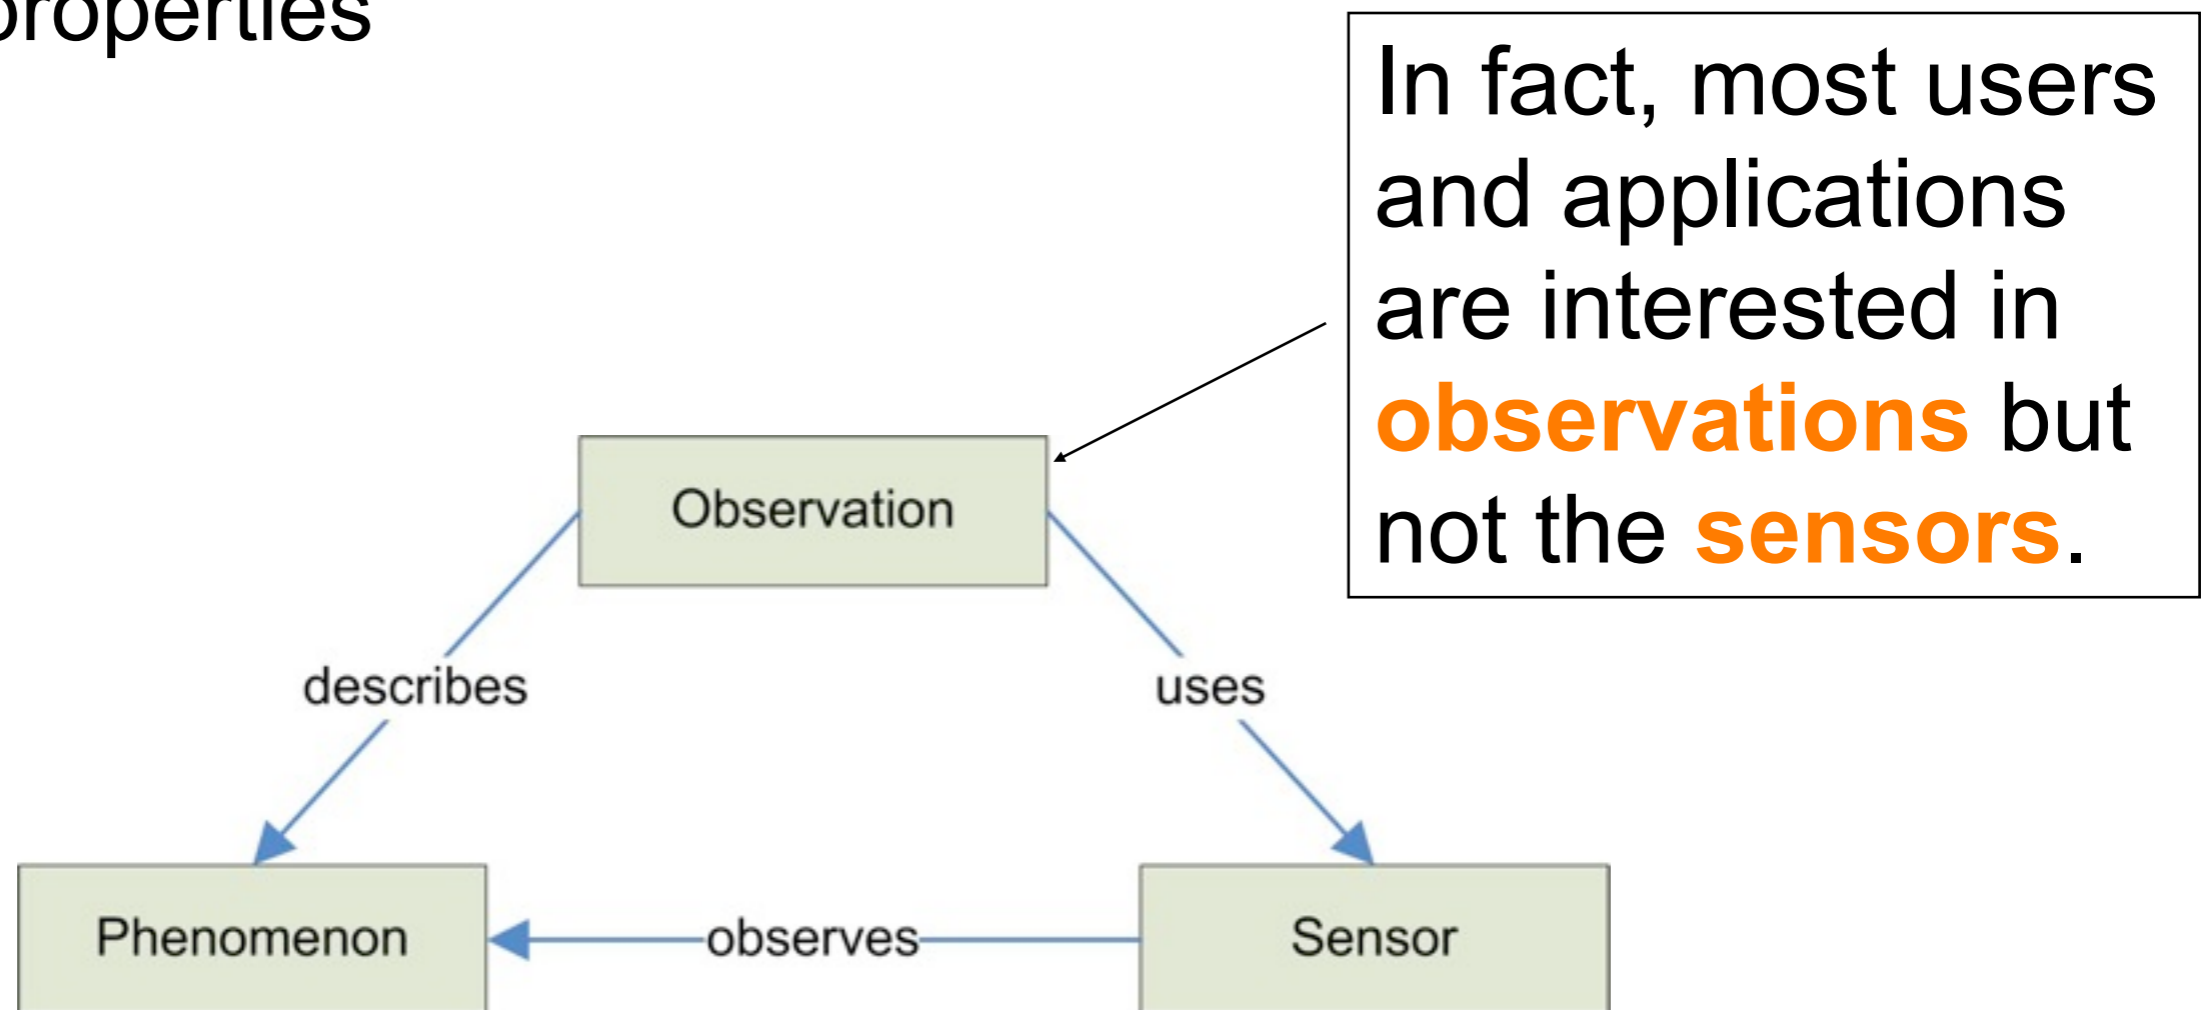 properties
In fact, most users
and applications
are interested in
observations but
not the sensors.
Observation
describes
uses
Phenomenon
observes
Sensor